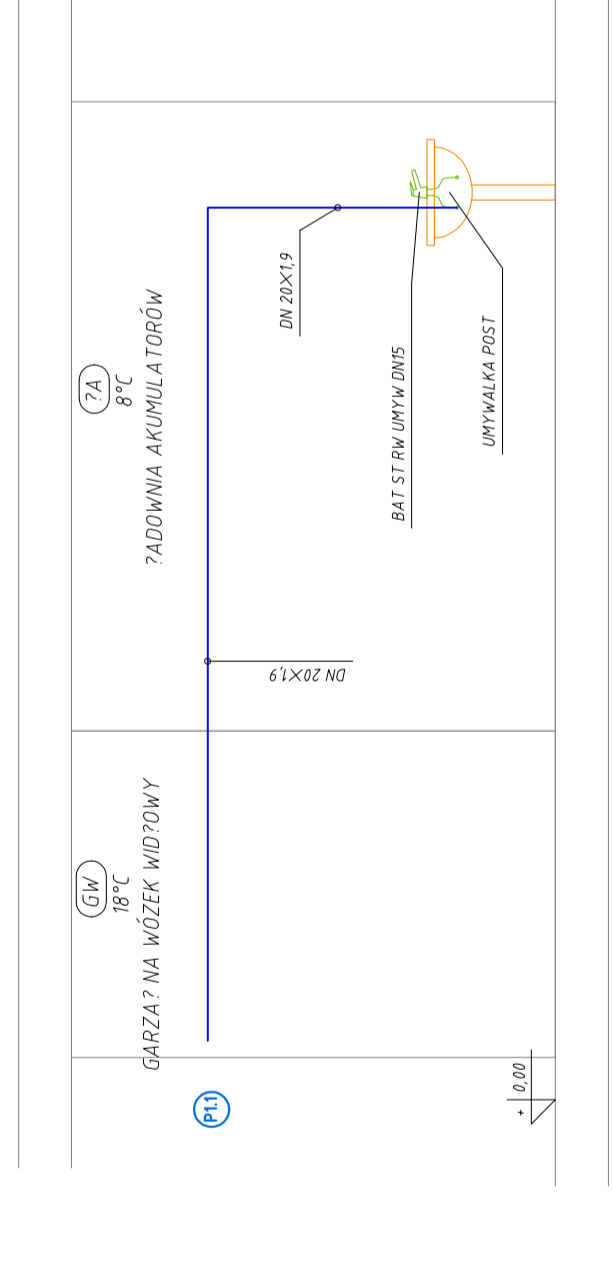 GW
18°C
GARZA? NA WÓZEK WID?OWY
?A
8°C
?ADOWNIA AKUMULATORÓW
P1.1
DN 20X1,9
DN 20X1,9
BAT ST RW UMYW DN15
UMYWALKA POST
+ 0,00